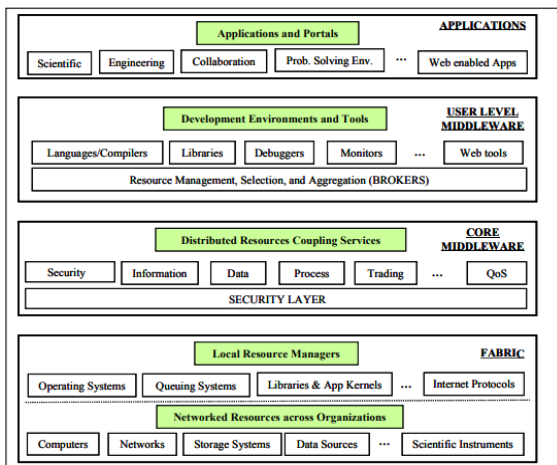 APPLICATIONS
Applications and Portals
Scientific Engineering Collaboration Prob. Solving Env. ... Web enabled Apps
USER LEVEL
MIDDLEWARE
Development Environments and Tools
Languages/Compilers Libraries Debuggers Monitors ... Web tools
Resource Management, Selection, and Aggregation (BROKERS)
CORE
MIDDLEWARE
Distributed Resources Coupling Services
Security Information Data Process Trading ... QoS
SECURITY LAYER
FABRIC
Local Resource Managers
Operating Systems Queuing Systems Libraries & App Kernels ... Internet Protocols
Networked Resources across Organizations
Computers Networks Storage Systems Data Sources ... Scientific Instruments